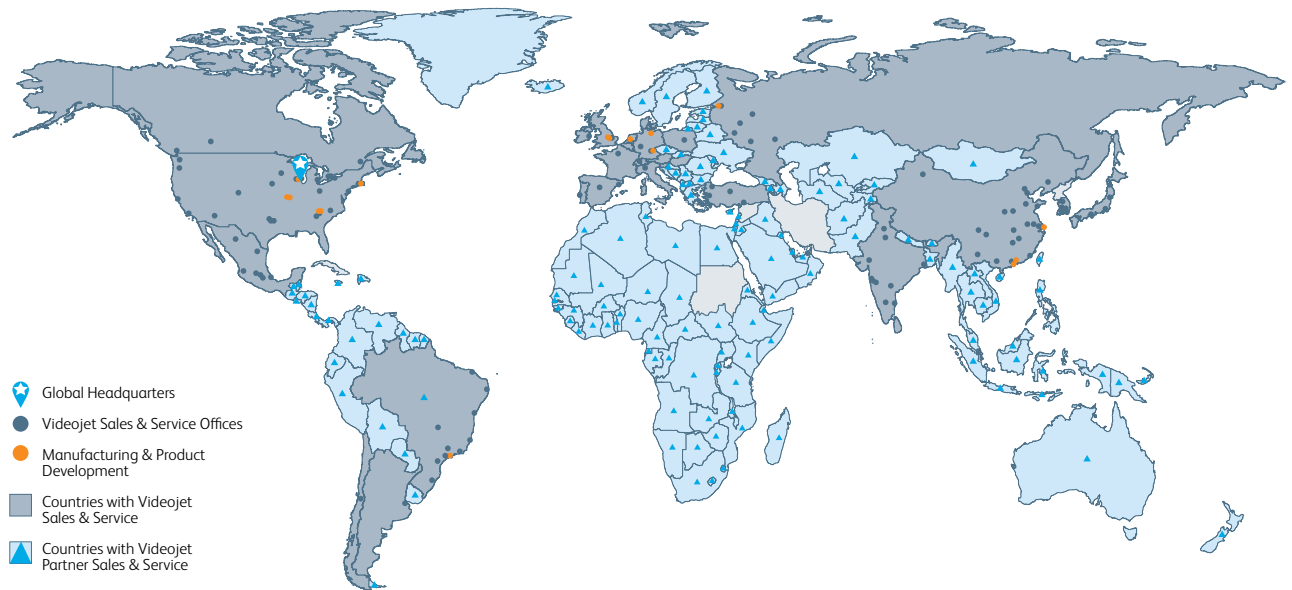 Global Headquarters
Videojet Sales & Service Offices
Manufacturing & Product
Development
Countries with Videojet
Sales & Service
Countries with Videojet
Partner Sales & Service